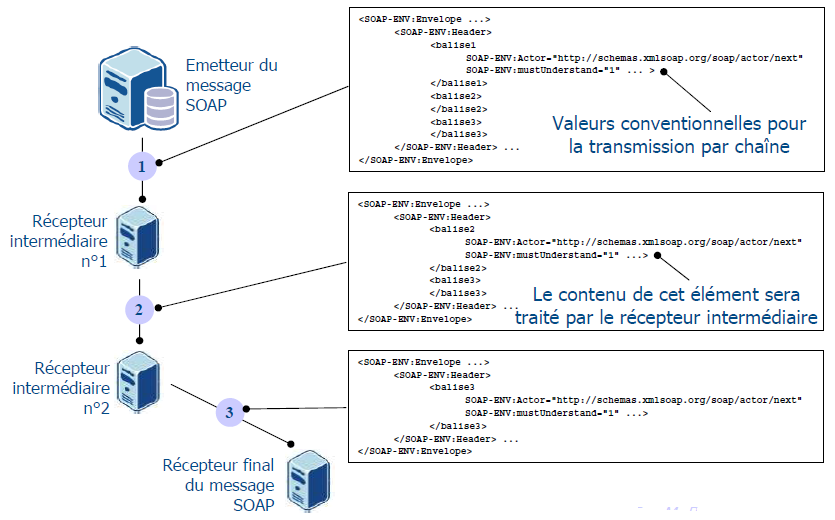 Emetteur du
message
SOAP
1
<SOAP-ENV:Envelope ...>
<SOAP-ENV:Header>
<balise1
SOAP-ENV:Actor="http://schemas.xmlsoap.org/soap/actor/next"
SOAP-ENV:mustUnderstand="1" ... >
</balise1>
<balise2>
</balise2>
<balise3>
</balise3>
</SOAP-ENV:Header> ...
</SOAP-ENV:Envelope>
Valeurs conventionnelles pour
la transmission par chaîne
Récepteur
intermédiaire
n°1
2
<SOAP-ENV:Envelope ...>
<SOAP-ENV:Header>
<balise2
SOAP-ENV:Actor="http://schemas.xmlsoap.org/soap/actor/next"
SOAP-ENV:mustUnderstand="1" ...>
</balise2>
<balise3>
</balise3>
</SOAP-ENV:Header> ...
</SOAP-ENV:Envelope>
Le contenu de cet élément sera
traité par le récepteur intermédiaire
Récepteur
intermédiaire
n°2
3
<SOAP-ENV:Envelope ...>
<SOAP-ENV:Header>
<balise3
SOAP-ENV:Actor="http://schemas.xmlsoap.org/soap/actor/next"
SOAP-ENV:mustUnderstand="1" ...>
</balise3>
</SOAP-ENV:Header> ...
</SOAP-ENV:Envelope>
Récepteur final
du message
SOAP